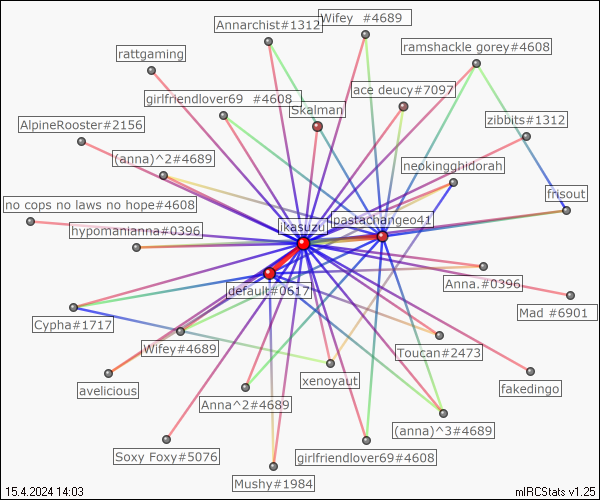 Wifey #4689
Annarchist#1312
ramshackle gorey#4608
rattgaming
ace deucy#7097
girlfriendlover69 #4608
Skalman
zibbits#1312
AlpineRooster#2156
(anna)^2#4689
neokingghidorah
frisout
no cops no laws no hope#4608
pastachangeo41
jkasuzu
hypomanianna#0396
Anna.#0396
default#0617
Mad #6901
Cypha#1717
Wifey#4689
Toucan#2473
xenoyaut
fakedingo
avelicious
Anna^2#4689
(anna)^3#4689
Soxy Foxy#5076
girlfriendlover69#4608
Mushy#1984
15.4.2024 14:03
mIRCStats v1.25